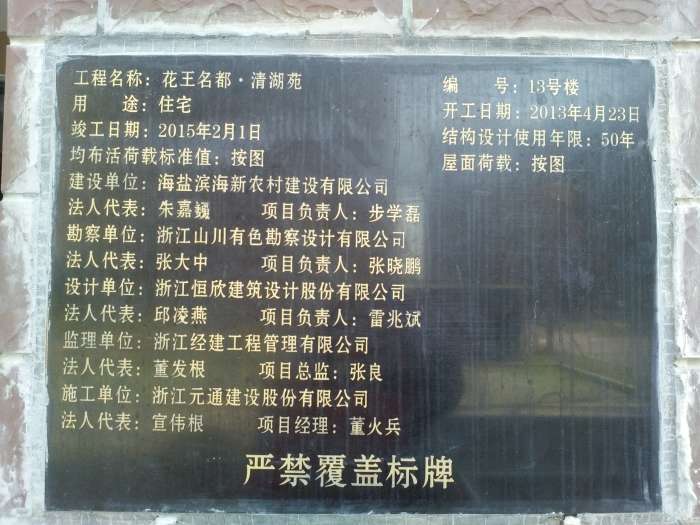 工程名称：花王名都·清湖苑 编 号：13号楼
用 途：住宅 开工日期：2013年4月23日
竣工日期：2015年2月1日 结构设计使用年限：50年
均布活荷载标准值：按图 屋面荷载：按图
建设单位：海盐滨海新农村建设有限公司
法人代表：朱嘉巍 项目负责人：步学磊
勘察单位：浙江山川有色勘察设计有限公司
法人代表：张大中 项目负责人：张晓鹏
设计单位：浙江恒欣建筑设计股份有限公司
法人代表：邱凌燕 项目负责人：雷兆斌
监理单位：浙江经建工程管理有限公司
法人代表：董发根 项目总监：张良
施工单位：浙江元通建设股份有限公司
法人代表：宣伟根 项目经理：董火兵
严禁覆盖标牌